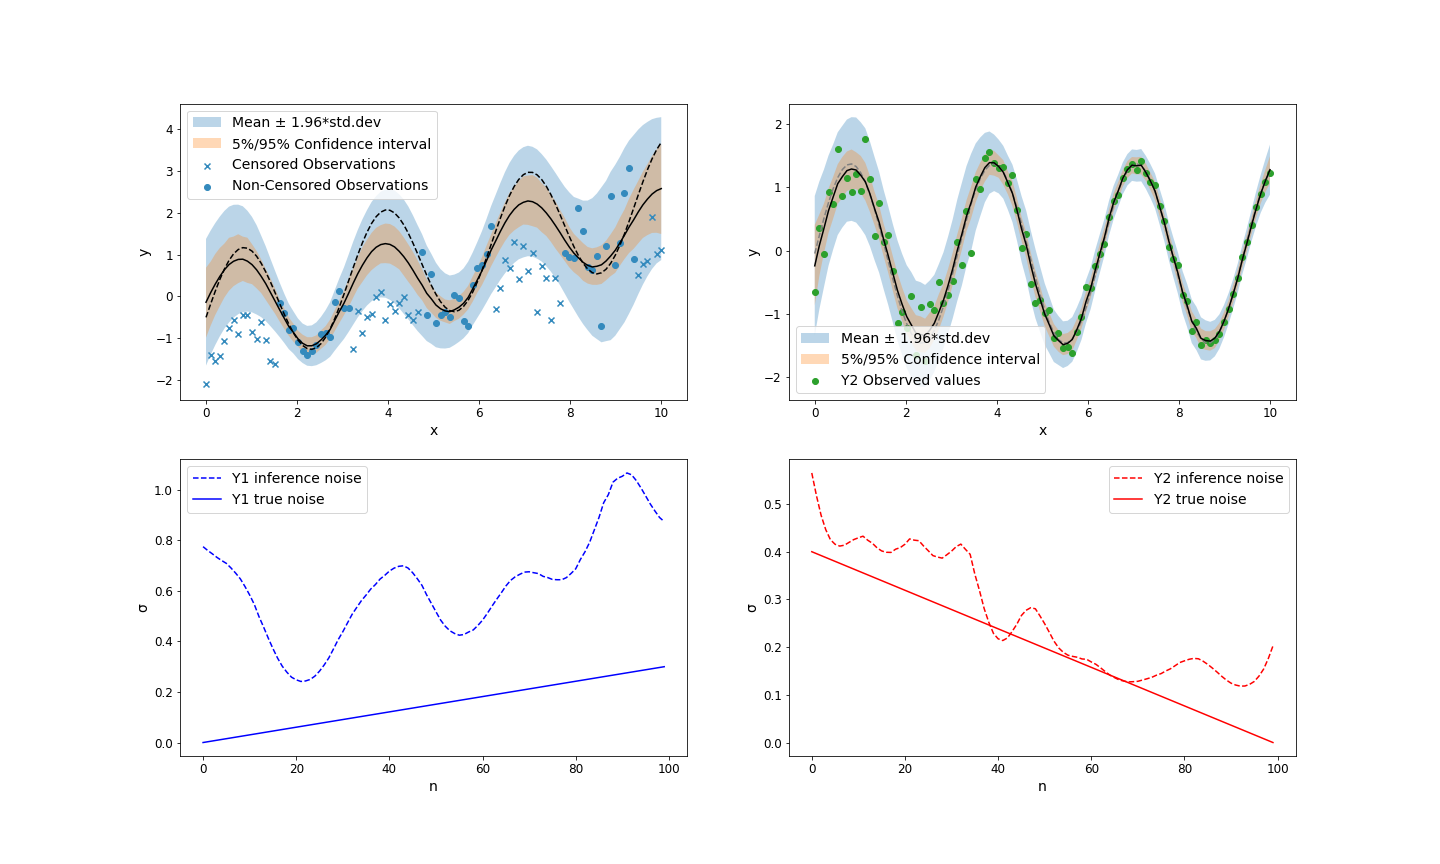 Mean ± 1.96*std.dev
5%/95% Confidence interval
Censored Observations
Non-Censored Observations
4
3
2
1
0
−1
−2
y
0 2 4 6 8 10
x
2
1
0
−1
−2
y
Mean ± 1.96*std.dev
5%/95% Confidence interval
Y2 Observed values
0 2 4 6 8 10
x
Y1 inference noise
Y1 true noise
1.0
0.8
0.6
0.4
0.2
0.0
σ
0 20 40 60 80 100
n
Y2 inference noise
Y2 true noise
0.5
0.4
0.3
0.2
0.1
0.0
σ
0 20 40 60 80 100
n